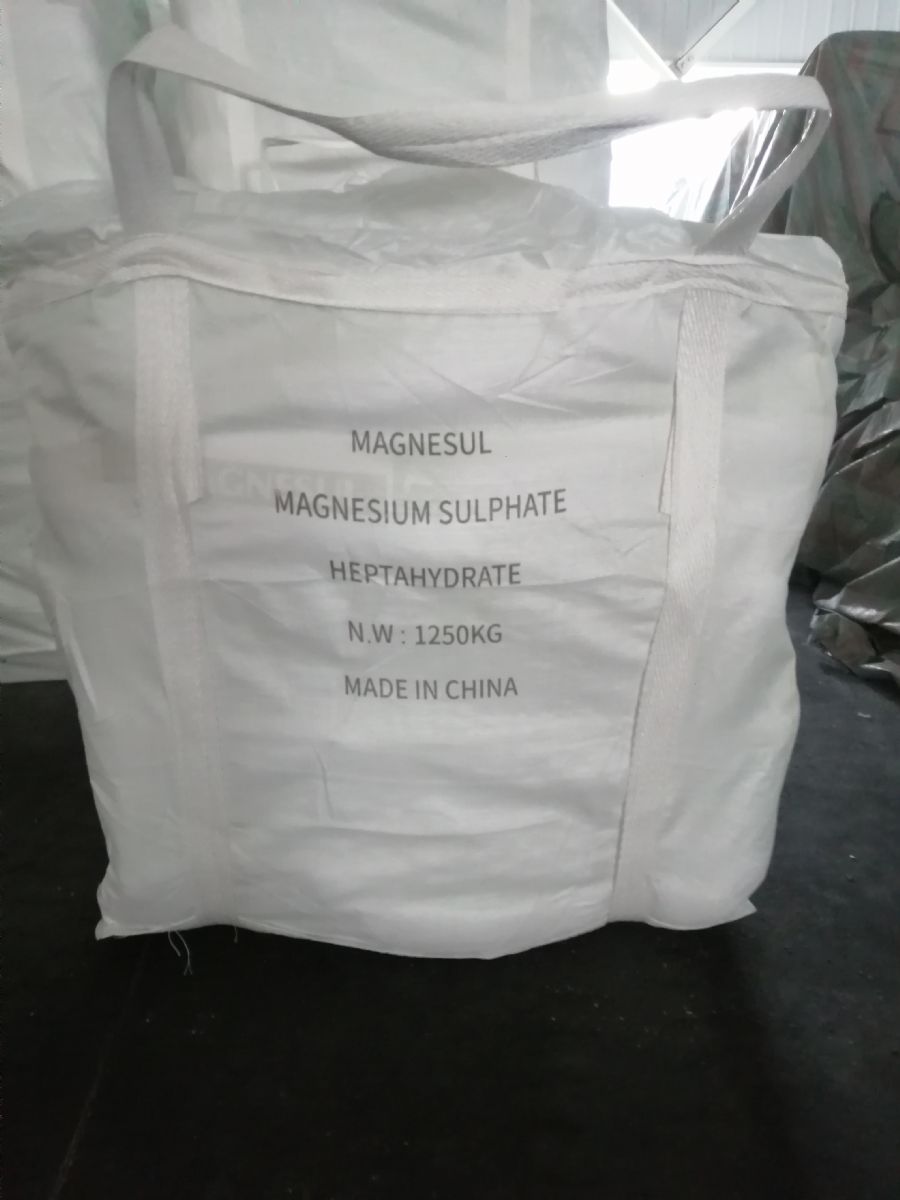 MAGNESUL
MAGNESIUM SULPHATE
HEPTAHYDRATE
N.W : 1250KG
MADE IN CHINA